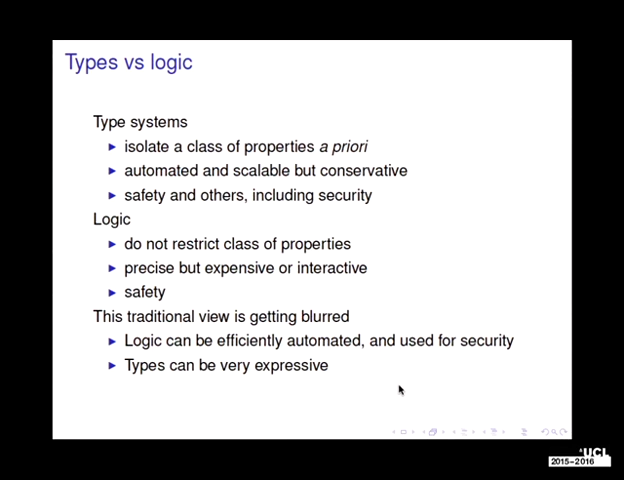 Types vs logic
Type systems
► isolate a class of properties a priori
► automated and scalable but conservative
► safety and others, including security
Logic
► do not restrict class of properties
► precise but expensive or interactive
► safety
This traditional view is getting blurred
► Logic can be efficiently automated, and used for security
► Types can be very expressive
UCL
2015–2016